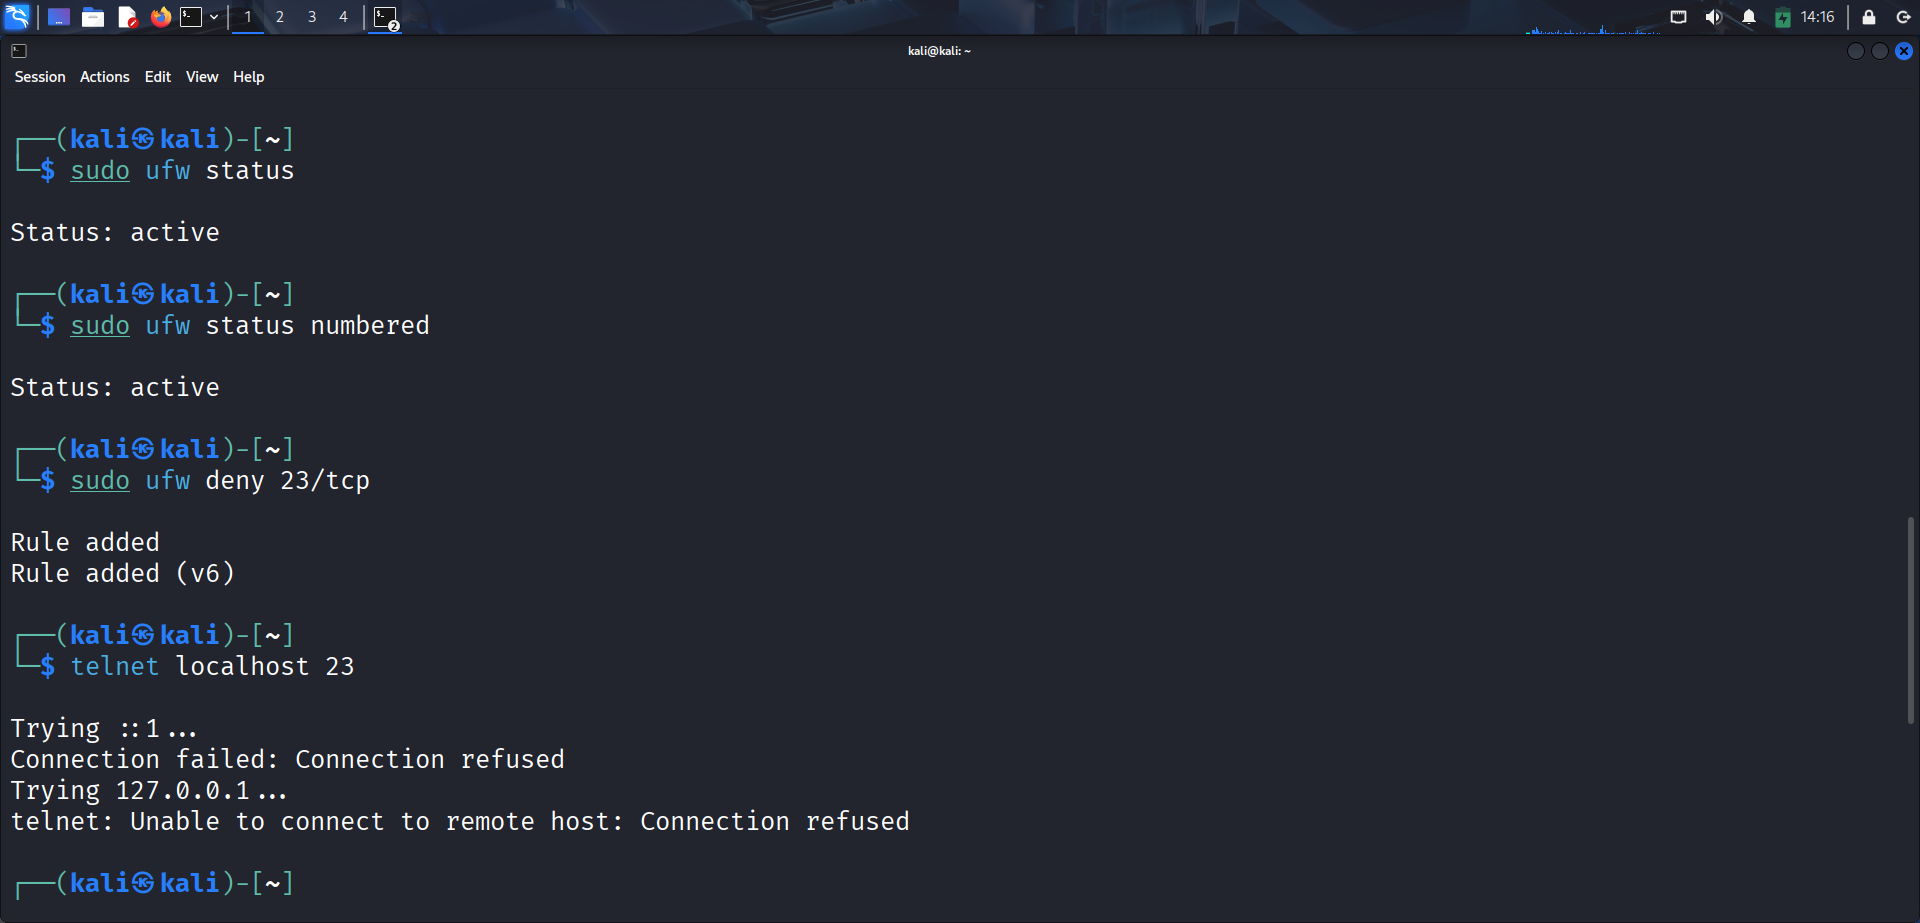 1 2 3 4 2 14:16
kali@kali: ~
Session Actions Edit View Help
┌──(kali㉿kali)-[~]
└─$ sudo ufw status
Status: active
┌──(kali㉿kali)-[~]
└─$ sudo ufw status numbered
Status: active
┌──(kali㉿kali)-[~]
└─$ sudo ufw deny 23/tcp
Rule added
Rule added (v6)
┌──(kali㉿kali)-[~]
└─$ telnet localhost 23
Trying ::1...
Connection failed: Connection refused
Trying 127.0.0.1...
telnet: Unable to connect to remote host: Connection refused
┌──(kali㉿kali)-[~]